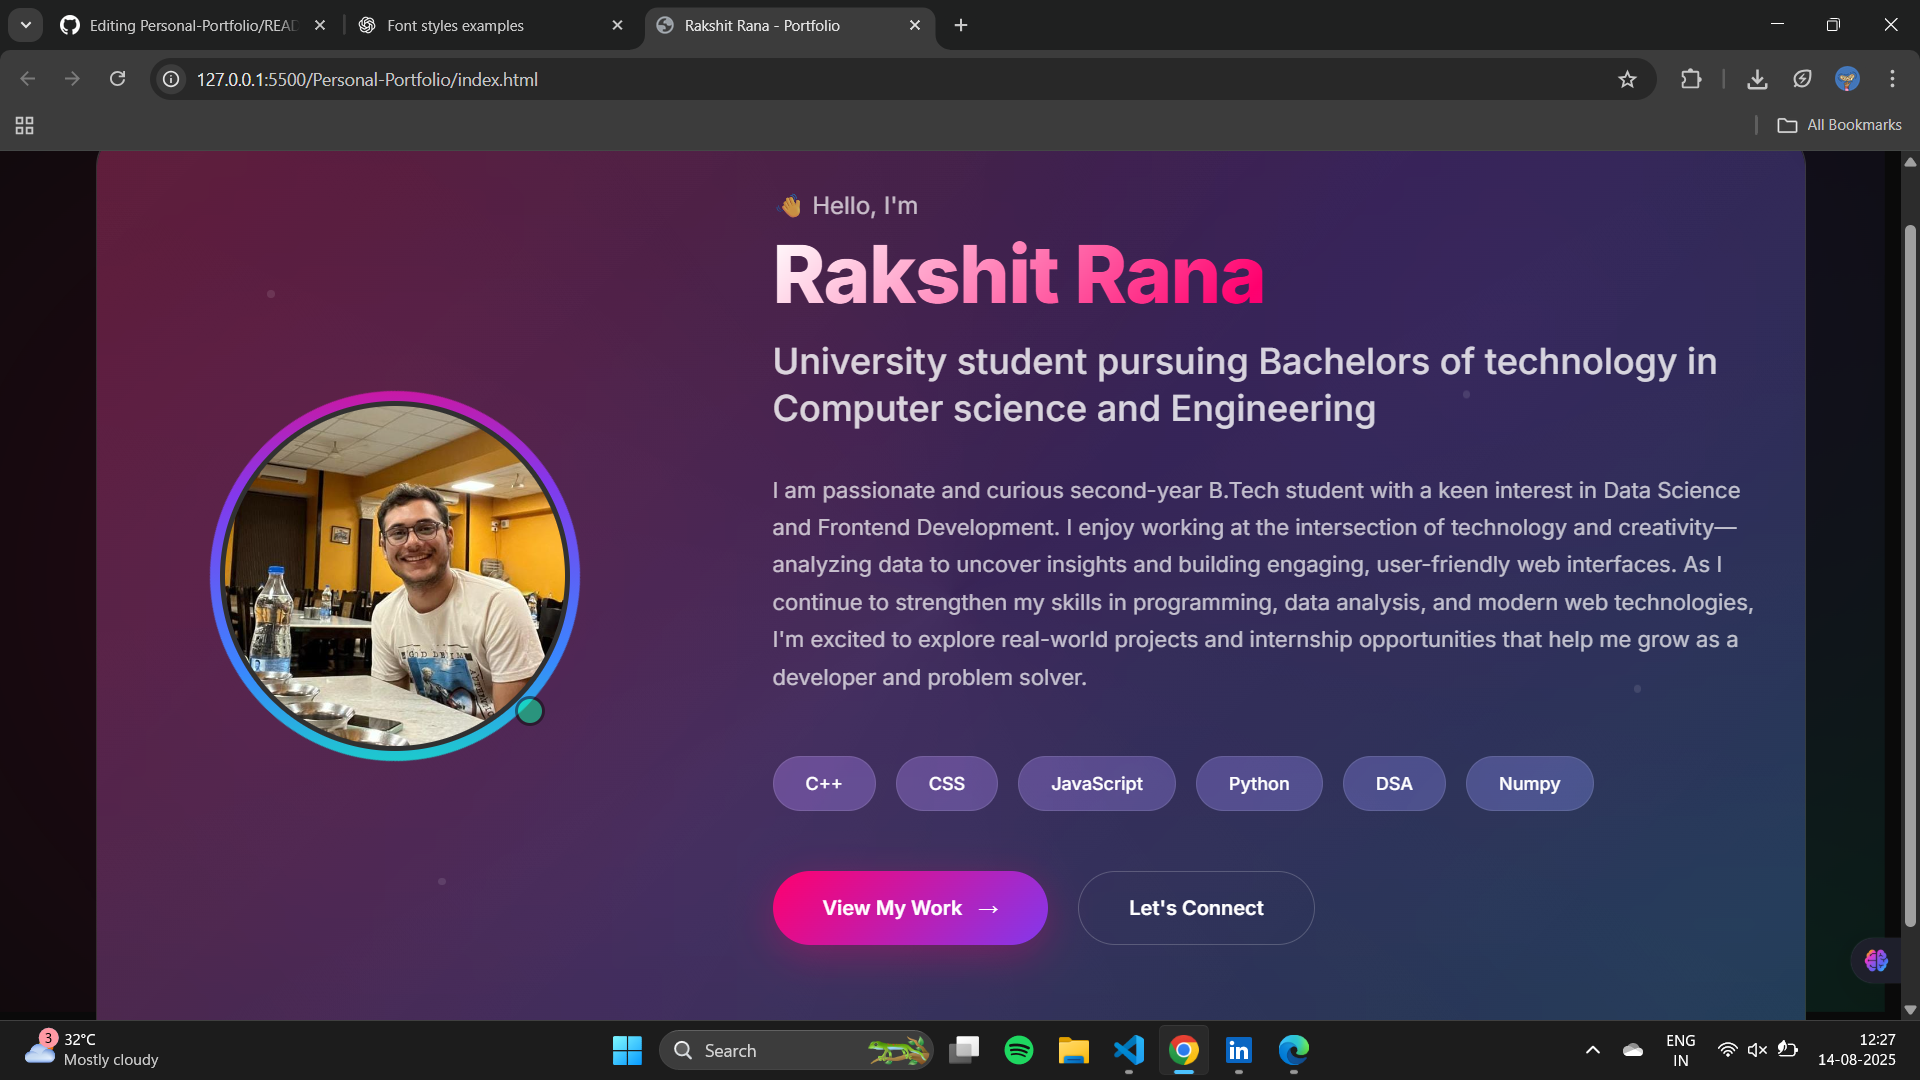 Editing Personal-Portfolio/READ
Font styles examples
Rakshit Rana - Portfolio
127.0.0.1:5500/Personal-Portfolio/index.html
All Bookmarks
👋 Hello, I'm
Rakshit Rana
University student pursuing Bachelors of technology in
Computer science and Engineering
I am passionate and curious second-year B.Tech student with a keen interest in Data Science
and Frontend Development. I enjoy working at the intersection of technology and creativity—
analyzing data to uncover insights and building engaging, user-friendly web interfaces. As I
continue to strengthen my skills in programming, data analysis, and modern web technologies,
I'm excited to explore real-world projects and internship opportunities that help me grow as a
developer and problem solver.
C++
CSS
JavaScript
Python
DSA
Numpy
View My Work →
Let's Connect
3
32°C
Mostly cloudy
Search
in
ENG
IN
12:27
14-08-2025